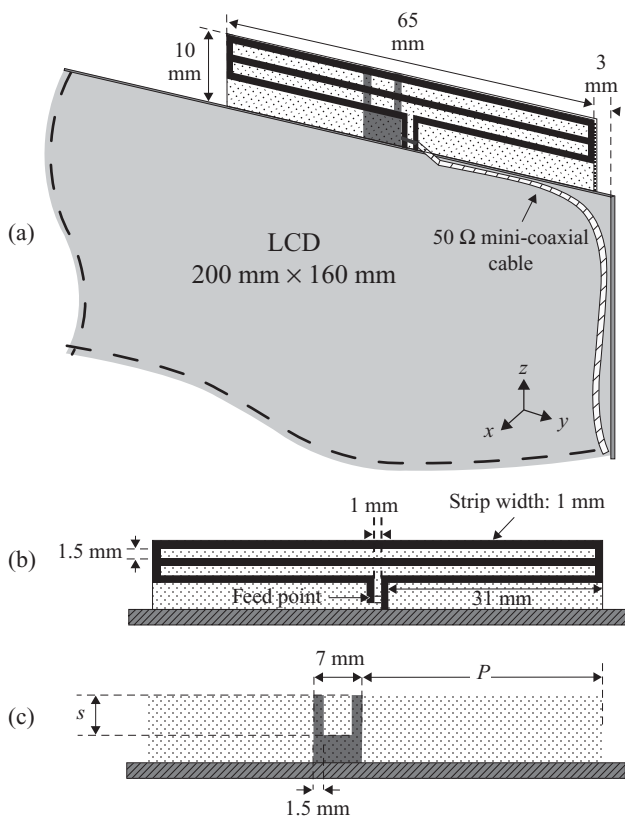 65
mm
10
mm
3
mm
(a)
50 Ω mini-coaxial
cable
LCD
200 mm × 160 mm
z
x
y
1 mm
Strip width: 1 mm
1.5 mm
(b)
Feed point
31 mm
7 mm
P
(c)
s
1.5 mm